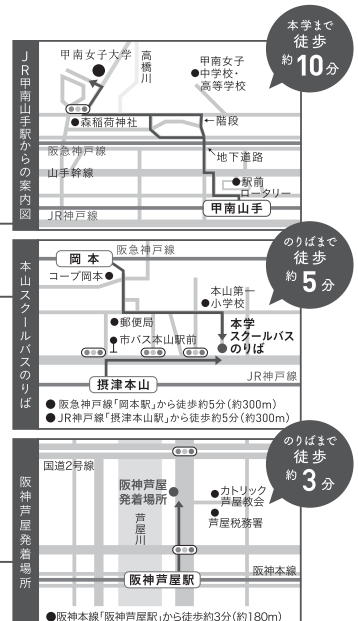 JR甲南山手駅からの案内図
本学まで
徒歩
約10分
甲南女子大学
高橋川
甲南女子
●中学校・
高等学校
●森稲荷神社
←階段
阪急神戸線
地下道路
山手幹線
●駅前
ロータリー
甲南山手
JR神戸線
本山スクールバスのりば
のりばまで
徒歩
約5分
岡本
阪急神戸線
コープ岡本●
本山第一
●小学校
●郵便局
●市バス本山駅前
本学
スクールバス
のりば
JR神戸線
摂津本山
●阪急神戸線「岡本駅」から徒歩約5分(約300m)
●JR神戸線「摂津本山駅」から徒歩約5分(約300m)
阪神芦屋発着場所
のりばまで
徒歩
約3分
国道2号線
阪神芦屋
発着場所
●カトリック
芦屋教会
●芦屋税務署
芦屋川
阪神本線
阪神芦屋駅
●阪神本線「阪神芦屋駅」から徒歩約3分(約180m)